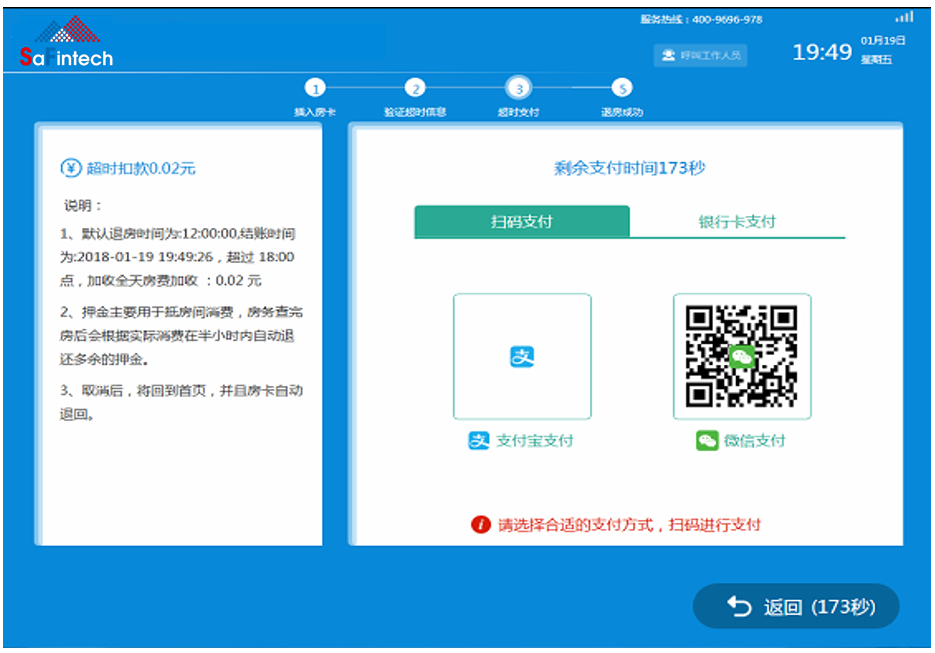 服务热线：400-9696-978
SaFintech
呼叫工作人员
19:49
01月19日
星期五
1
2
3
5
插入房卡
验证超时信息
超时支付
退房成功
¥ 超时扣款0.02元
说明：
1、默认退房时间为:12:00:00,结账时间
为:2018-01-19 19:49:26，超过 18:00
点，加收全天房费加收 ：0.02 元
2、押金主要用于抵房间消费，房务查完
房后会根据实际消费在半小时内自动退
还多余的押金。
3、取消后，将回到首页，并且房卡自动
退回。
剩余支付时间173秒
扫码支付
银行卡支付
支
支 支付宝支付
微信支付
i 请选择合适的支付方式，扫码进行支付
返回 (173秒)